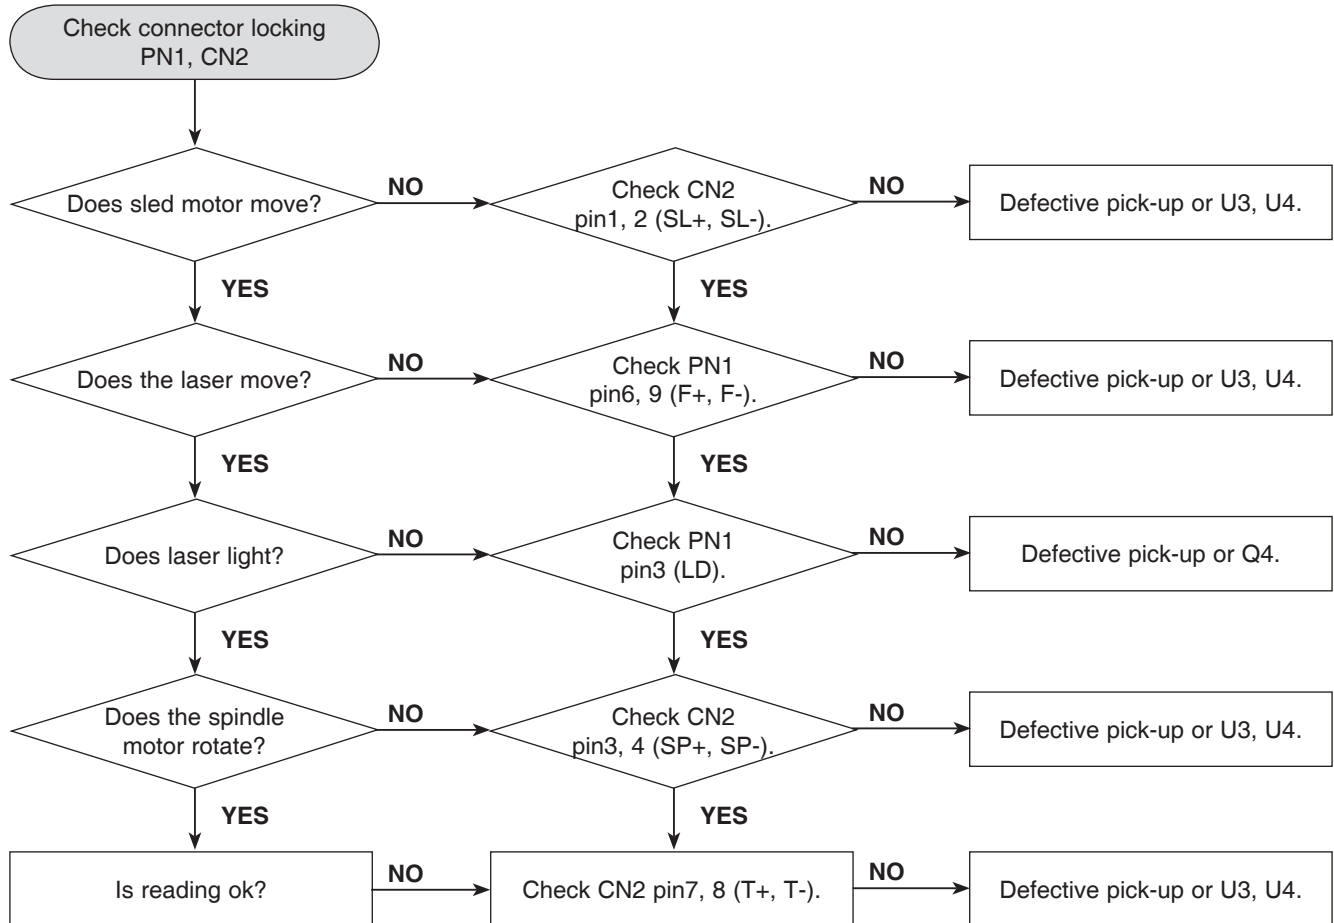 Check connector locking
PN1, CN2
Does sled motor move?
NO
Check CN2
pin1, 2 (SL+, SL-).
NO
Defective pick-up or U3, U4.
YES
YES
Does the laser move?
NO
Check PN1
pin6, 9 (F+, F-).
NO
Defective pick-up or U3, U4.
YES
YES
Does laser light?
NO
Check PN1
pin3 (LD).
NO
Defective pick-up or Q4.
YES
YES
Does the spindle
motor rotate?
NO
Check CN2
pin3, 4 (SP+, SP-).
NO
Defective pick-up or U3, U4.
YES
YES
Is reading ok?
NO
Check CN2 pin7, 8 (T+, T-).
NO
Defective pick-up or U3, U4.